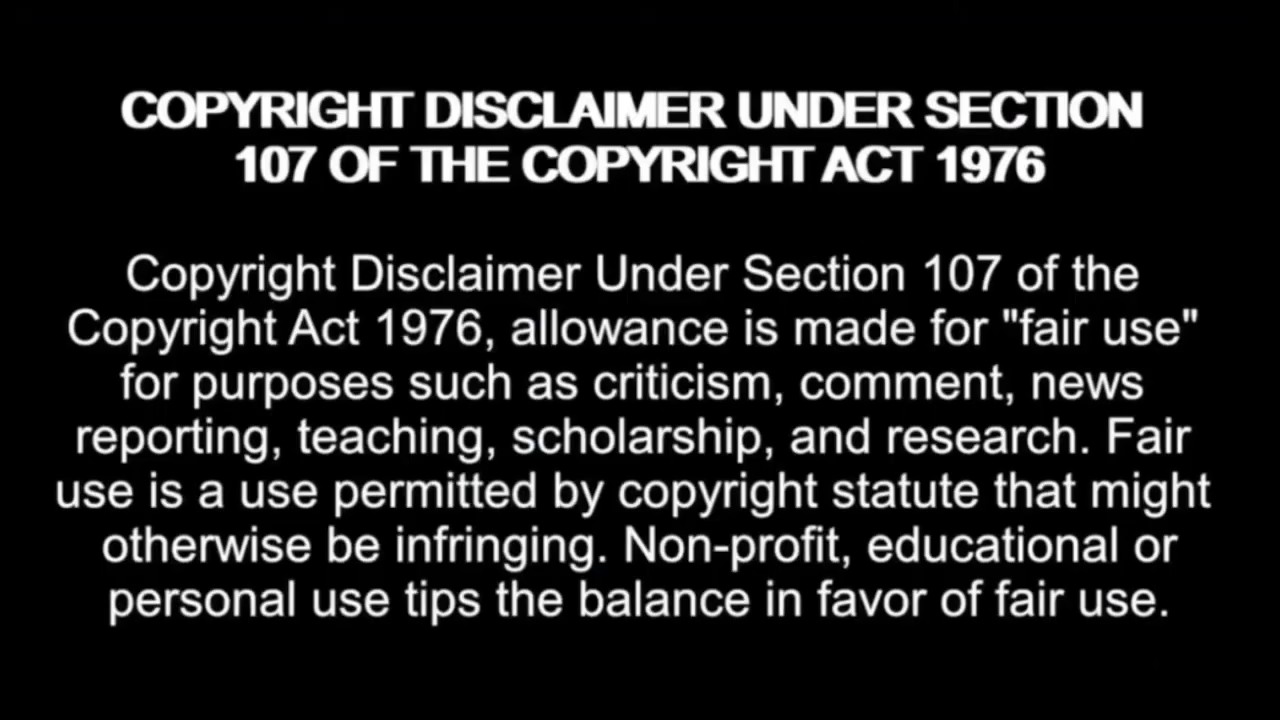 COPYRIGHT DISCLAIMER UNDER SECTION
107 OF THE COPYRIGHT ACT 1976
Copyright Disclaimer Under Section 107 of the
Copyright Act 1976, allowance is made for "fair use"
for purposes such as criticism, comment, news
reporting, teaching, scholarship, and research. Fair
use is a use permitted by copyright statute that might
otherwise be infringing. Non-profit, educational or
personal use tips the balance in favor of fair use.